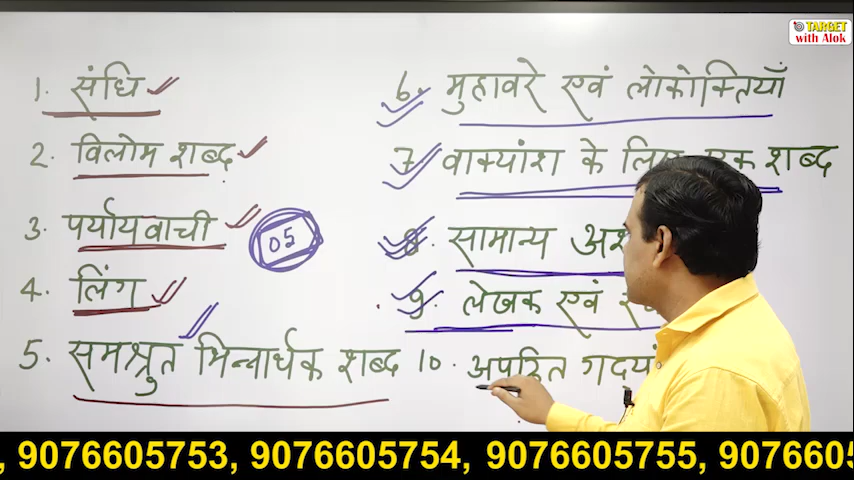 TARGET
with Alok
1. संधि
2. विलोम शब्द
3. पर्यायवाची
05
4. लिंग
5. समश्रुत भिन्नार्थक शब्द
6. मुहावरे एवं लोकोक्तियाँ
7. वाक्यांश के लिए एक शब्द
8. सामान्य
9. लेखक एवं
10. अपठित
, 9076605753, 9076605754, 9076605755, 907660